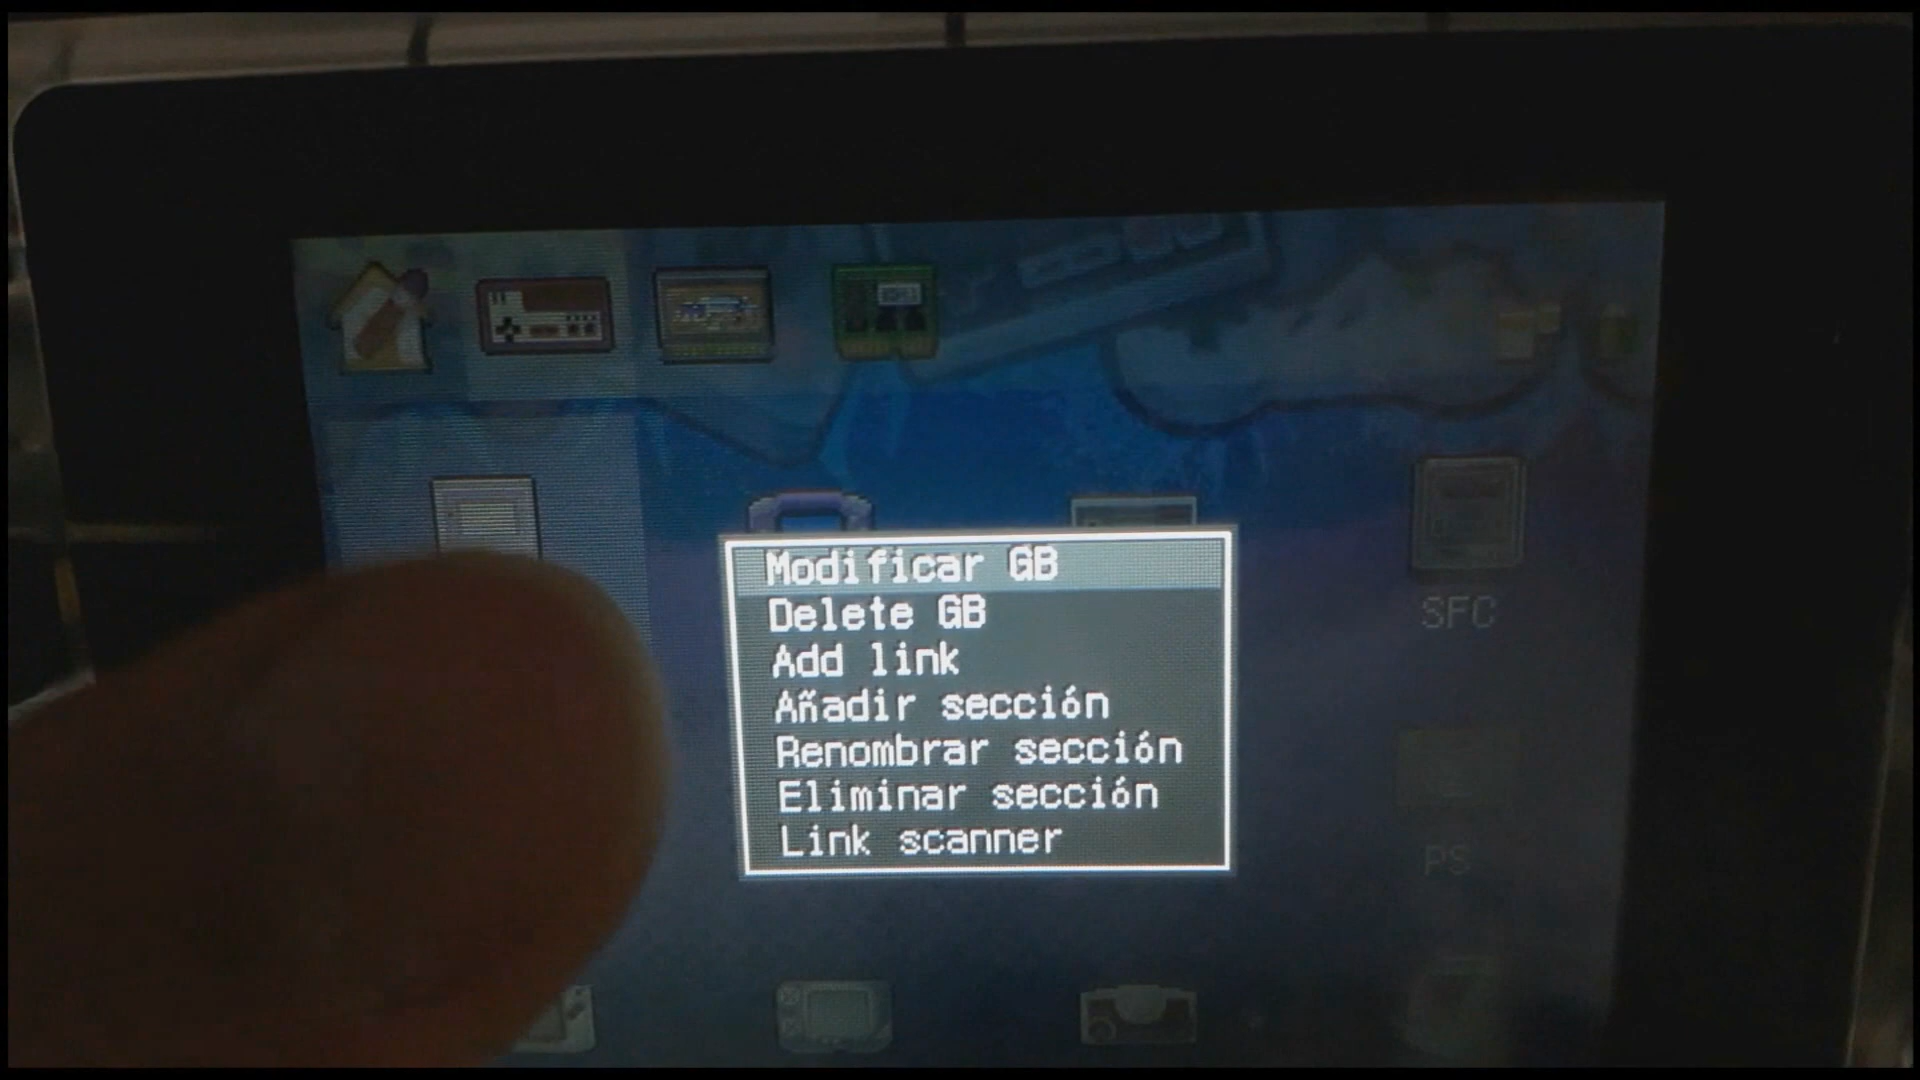 Modificar GB
Delete GB
Add link
Añadir sección
SFC
Renombrar sección
Eliminar sección
Link scanner
PS